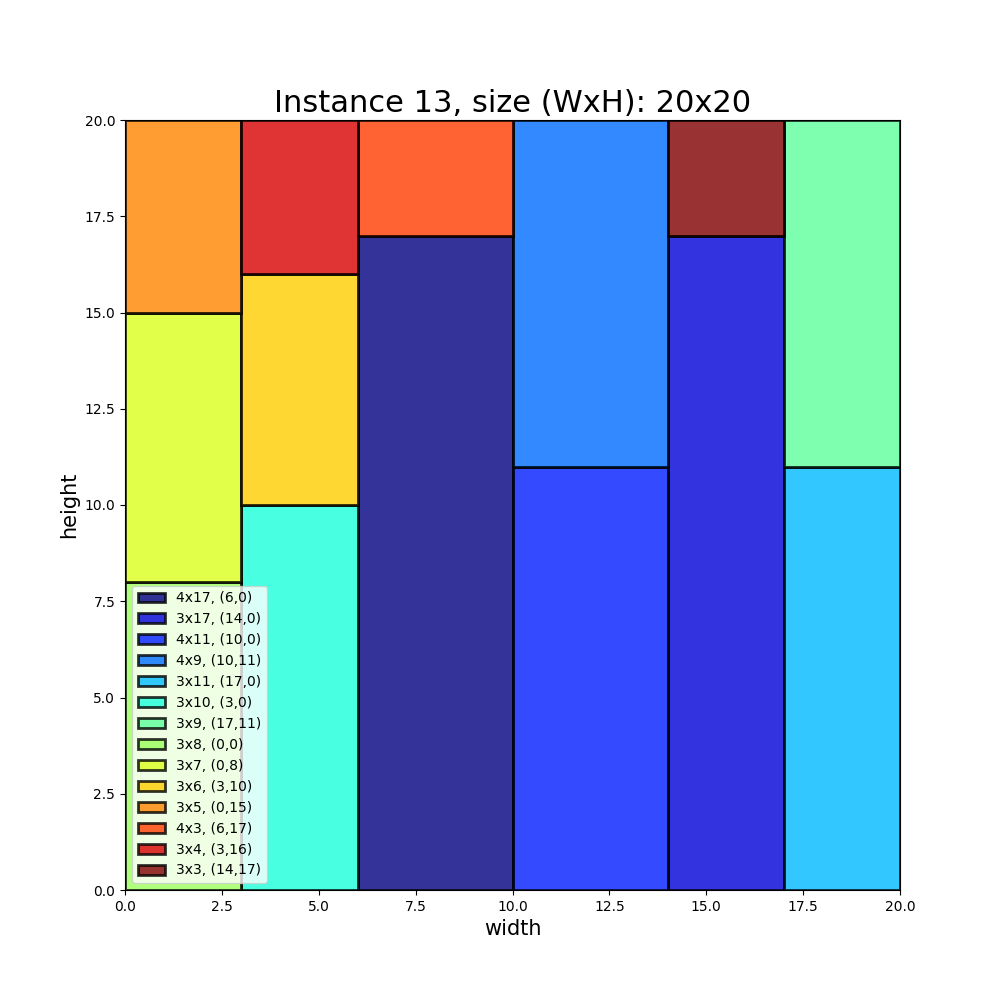 Instance 13, size (WxH): 20x20
20.0
17.5
15.0
12.5
10.0
7.5
5.0
2.5
0.0
height
4x17, (6,0)
3x17, (14,0)
4x11, (10,0)
4x9, (10,11)
3x11, (17,0)
3x10, (3,0)
3x9, (17,11)
3x8, (0,0)
3x7, (0,8)
3x6, (3,10)
3x5, (0,15)
4x3, (6,17)
3x4, (3,16)
3x3, (14,17)
0.0 2.5 5.0 7.5 10.0 12.5 15.0 17.5 20.0
width